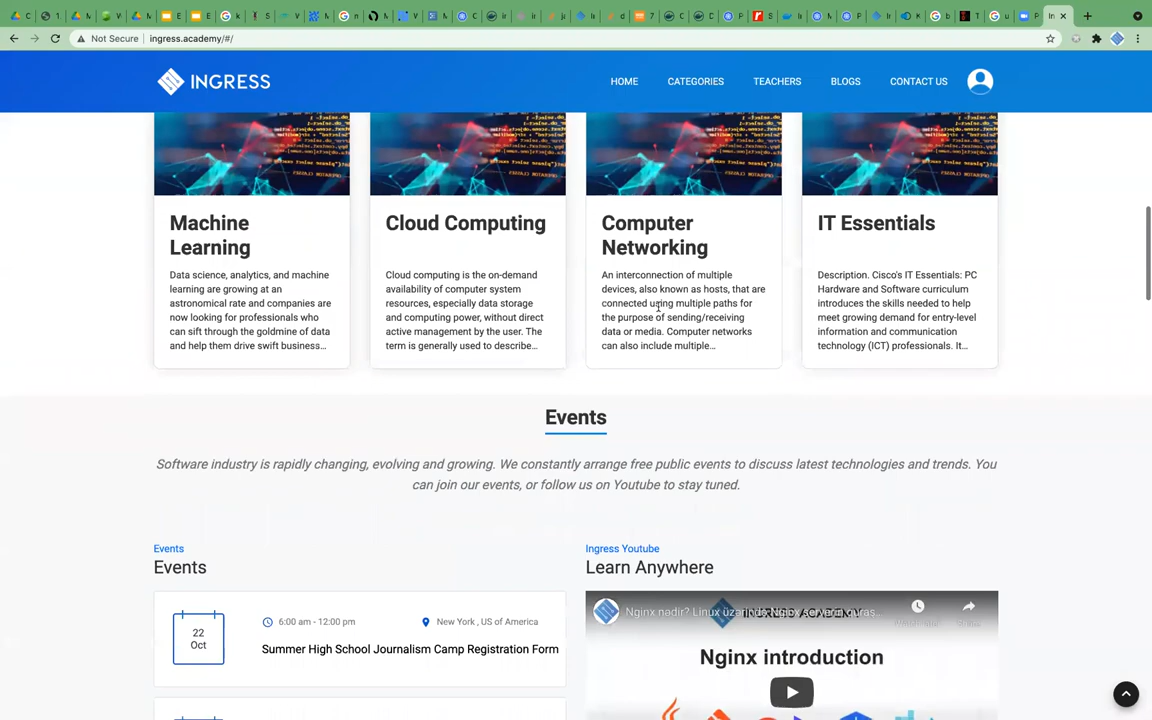 Not Secure
ingress.academy/#/
INGRESS
HOME
CATEGORIES
TEACHERS
BLOGS
CONTACT US
Machine
Learning
Data science, analytics, and machine
learning are growing at an
astronomical rate and companies are
now looking for professionals who
can sift through the goldmine of data
and help them drive swift business...
Cloud Computing
Cloud computing is the on-demand
availability of computer system
resources, especially data storage
and computing power, without direct
active management by the user. The
term is generally used to describe...
Computer
Networking
An interconnection of multiple
devices, also known as hosts, that are
connected using multiple paths for
the purpose of sending/receiving
data or media. Computer networks
can also include multiple...
IT Essentials
Description. Cisco's IT Essentials: PC
Hardware and Software curriculum
introduces the skills needed to help
meet growing demand for entry-level
information and communication
technology (ICT) professionals. It...
Events
Software industry is rapidly changing, evolving and growing. We constantly arrange free public events to discuss latest technologies and trends. You
can join our events, or follow us on Youtube to stay tuned.
Events
Events
22
Oct
6:00 am - 12:00 pm
New York , US of America
Summer High School Journalism Camp Registration Form
Ingress Youtube
Learn Anywhere
Nginx nədir? Linux üzərində Nginx serverin quraş...
Nginx introduction